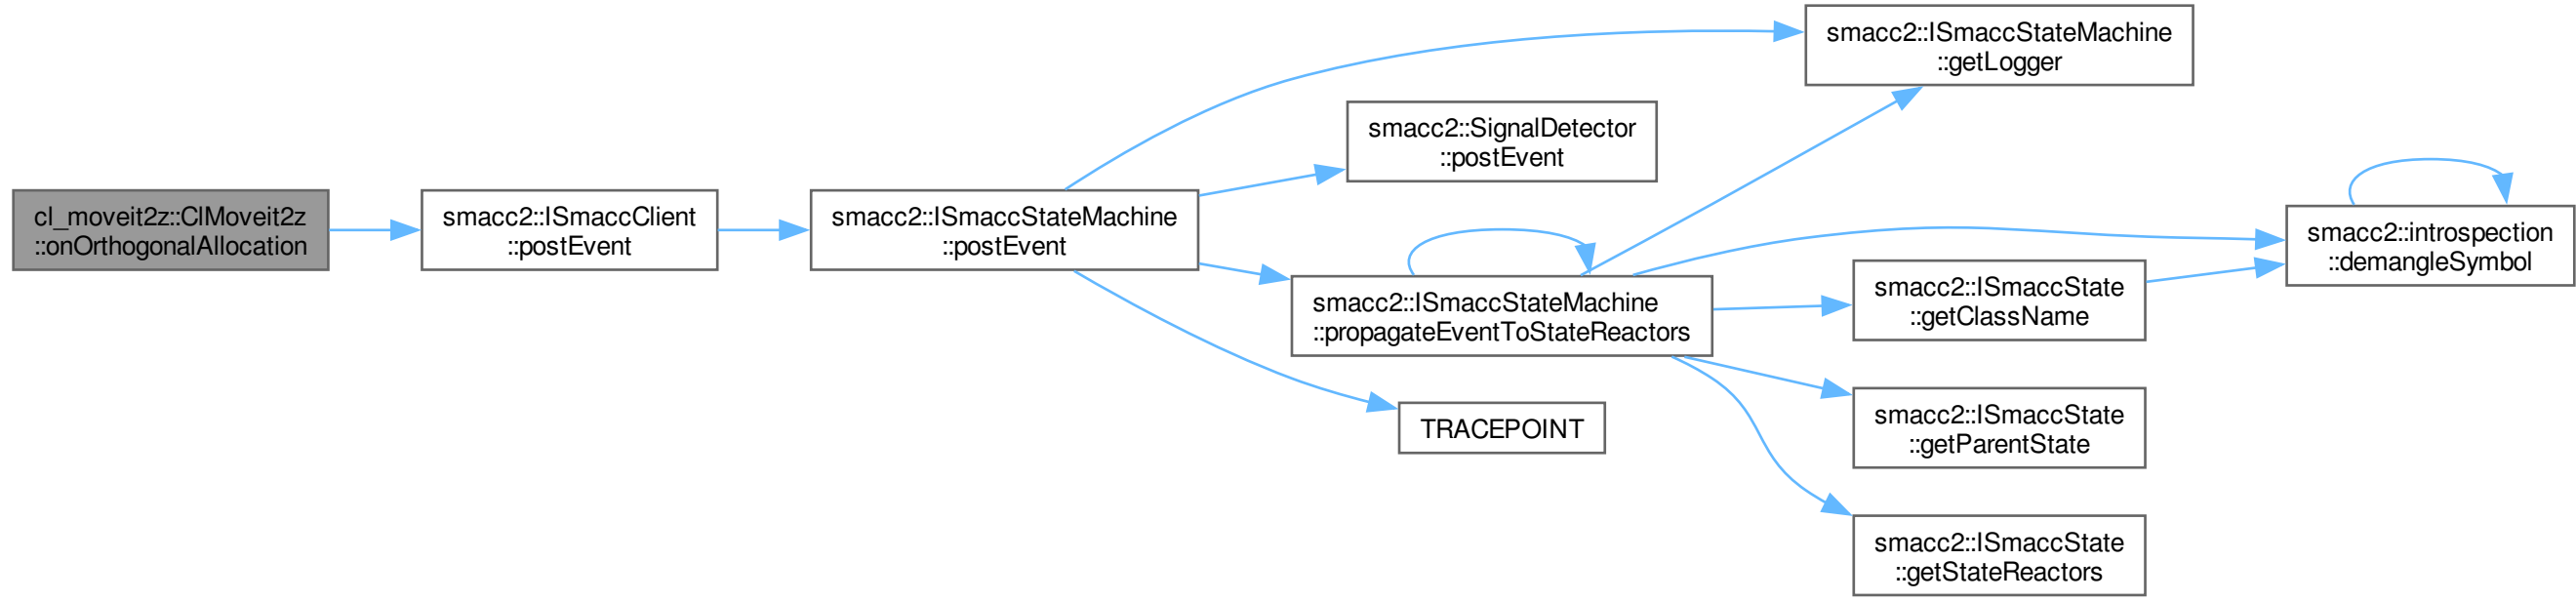 cl_moveit2z::ClMoveit2z
::onOrthogonalAllocation
smacc2::ISmaccClient
::postEvent
smacc2::ISmaccStateMachine
::postEvent
smacc2::ISmaccStateMachine
::getLogger
smacc2::SignalDetector
::postEvent
smacc2::ISmaccStateMachine
::propagateEventToStateReactors
TRACEPOINT
smacc2::introspection
::demangleSymbol
smacc2::ISmaccState
::getClassName
smacc2::ISmaccState
::getParentState
smacc2::ISmaccState
::getStateReactors